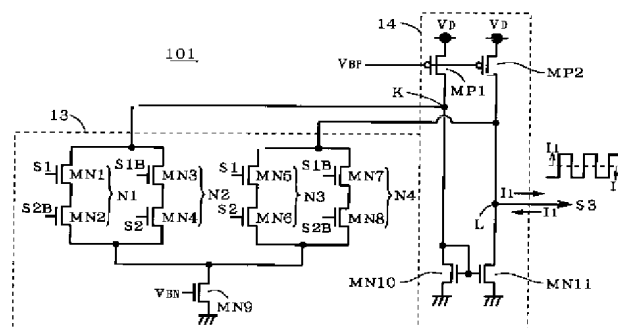 101
14
VD VD
VBP
MP1 MP2
K
13
S1 MN1 S1B MN3 S1 MN5 S1B MN7
N1 N2 N3 N4
S2B MN2 S2 MN4 S2 MN6 S2B MN8
VBN MN9
I1
I1
L S3
I1
MN10 MN11